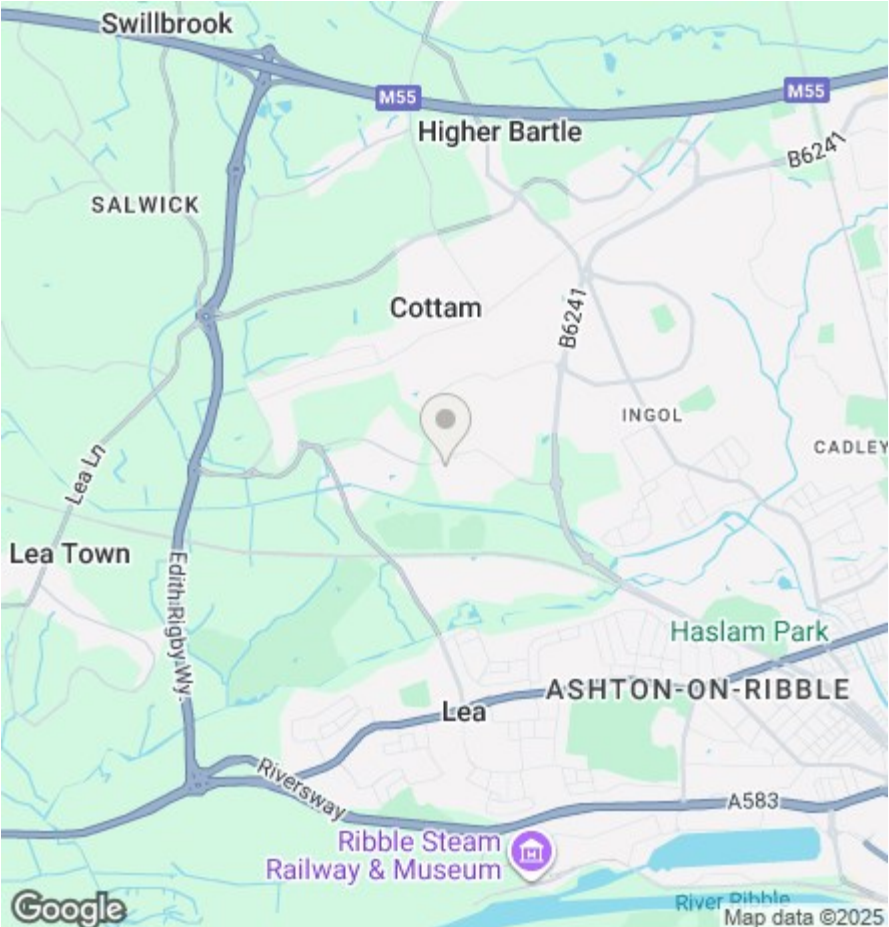 Swillbrook
M55
M55
Higher Bartle
B6241
SALWICK
Cottam
B6241
INGOL
CADLEY
Lea Ln
Lea Town
Edith Rigby Wy.
Haslam Park
ASHTON-ON-RIBBLE
Lea
Riversway
A583
Ribble Steam
Railway & Museum
River Ribble
Google
Map data ©2025